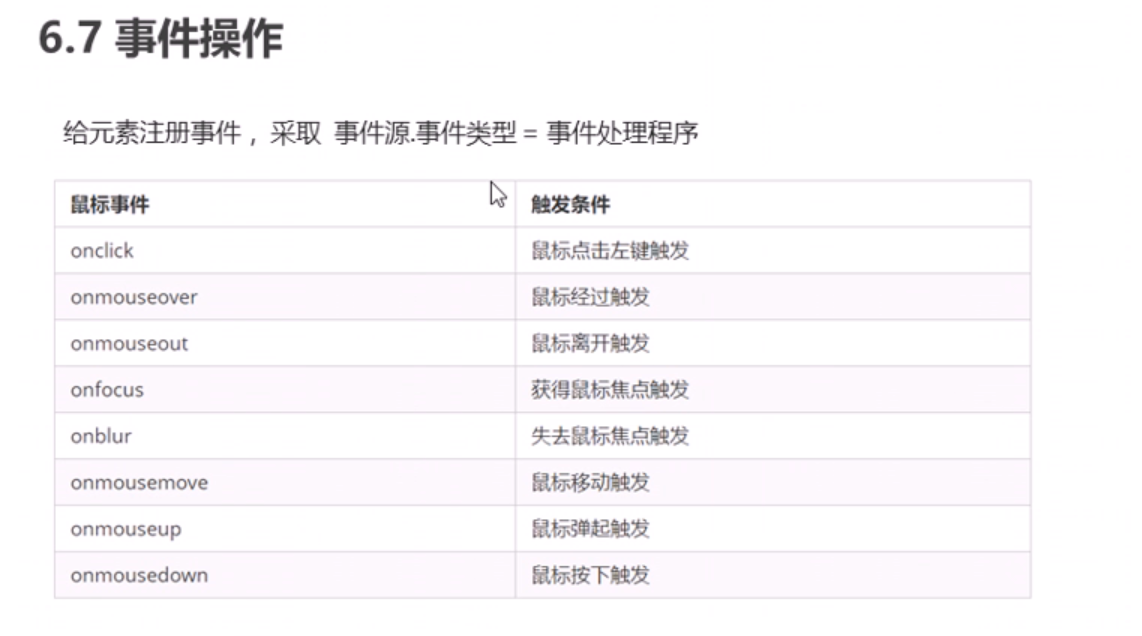 6.7 事件操作
给元素注册事件 ，采取 事件源.事件类型 = 事件处理程序
鼠标事件 触发条件
onclick 鼠标点击左键触发
onmouseover 鼠标经过触发
onmouseout 鼠标离开触发
onfocus 获得鼠标焦点触发
onblur 失去鼠标焦点触发
onmousemove 鼠标移动触发
onmouseup 鼠标弹起触发
onmousedown 鼠标按下触发